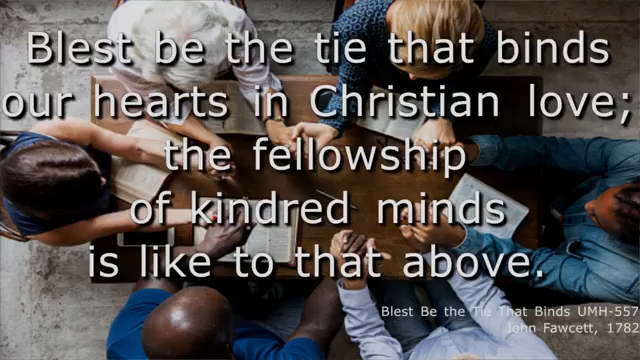 Blest be the tie that binds
our hearts in Christian love;
the fellowship
of kindred minds
is like to that above.
Blest Be the Tie That Binds UMH-557
John Fawcett, 1782